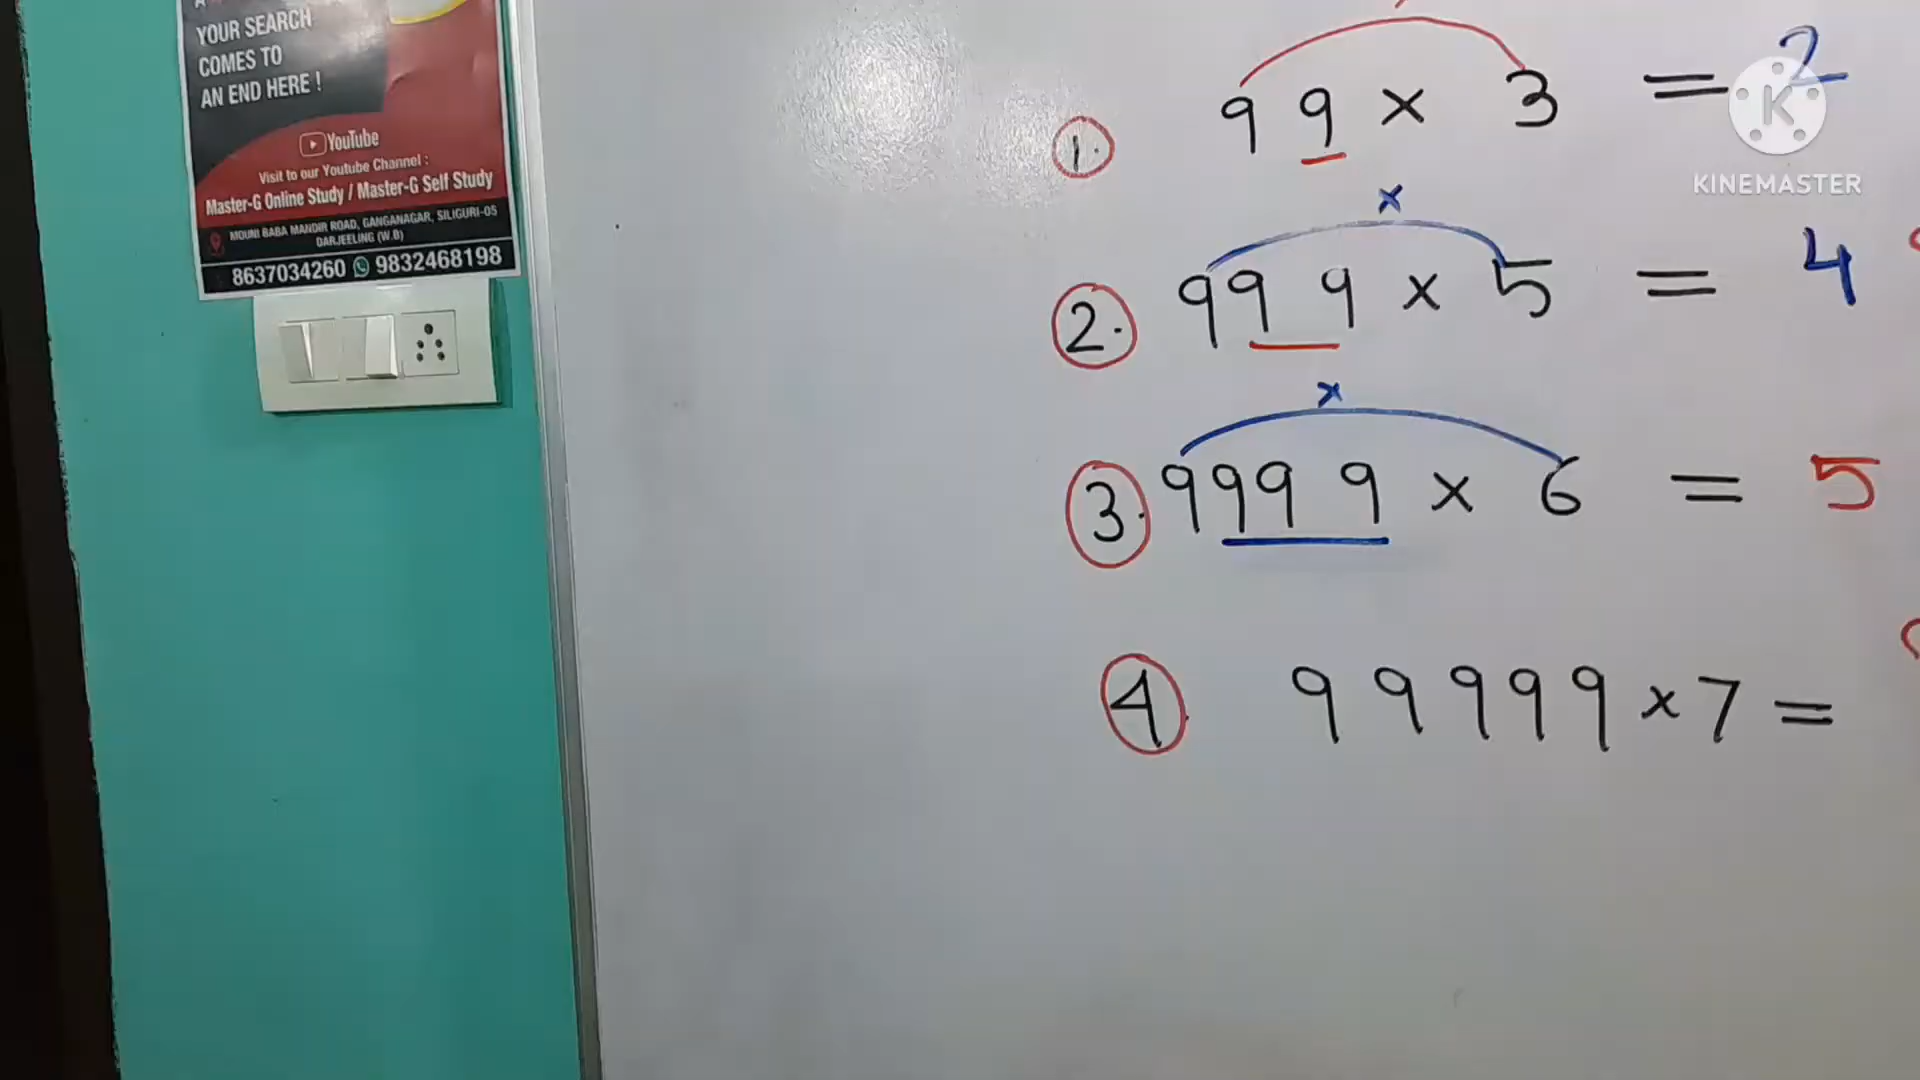 YOUR SEARCH
COMES TO
AN END HERE !
YouTube
Visit to our Youtube Channel :
Master-G Online Study / Master-G Self Study
MOUNI BABA MANDIR ROAD, GANGANAGAR, SILIGURI-05
DARJEELING (W.B)
8637034260 9832468198
1. 99 × 3 = 2
KINEMASTER
×
2. 999 × 5 = 4
×
3. 9999 × 6 = 5
4. 99999 × 7 =